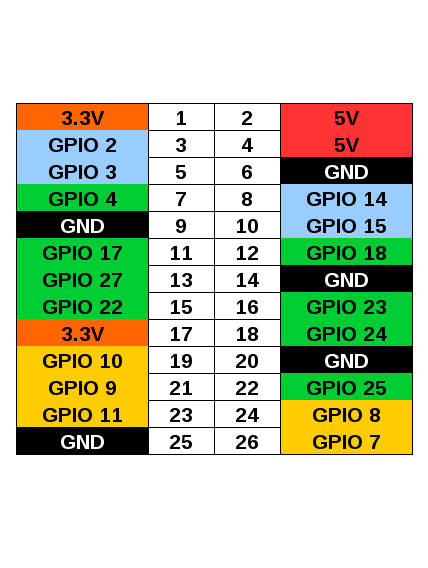 3.3V 1 2 5V
GPIO 2 3 4 5V
GPIO 3 5 6 GND
GPIO 4 7 8 GPIO 14
GND 9 10 GPIO 15
GPIO 17 11 12 GPIO 18
GPIO 27 13 14 GND
GPIO 22 15 16 GPIO 23
3.3V 17 18 GPIO 24
GPIO 10 19 20 GND
GPIO 9 21 22 GPIO 25
GPIO 11 23 24 GPIO 8
GND 25 26 GPIO 7